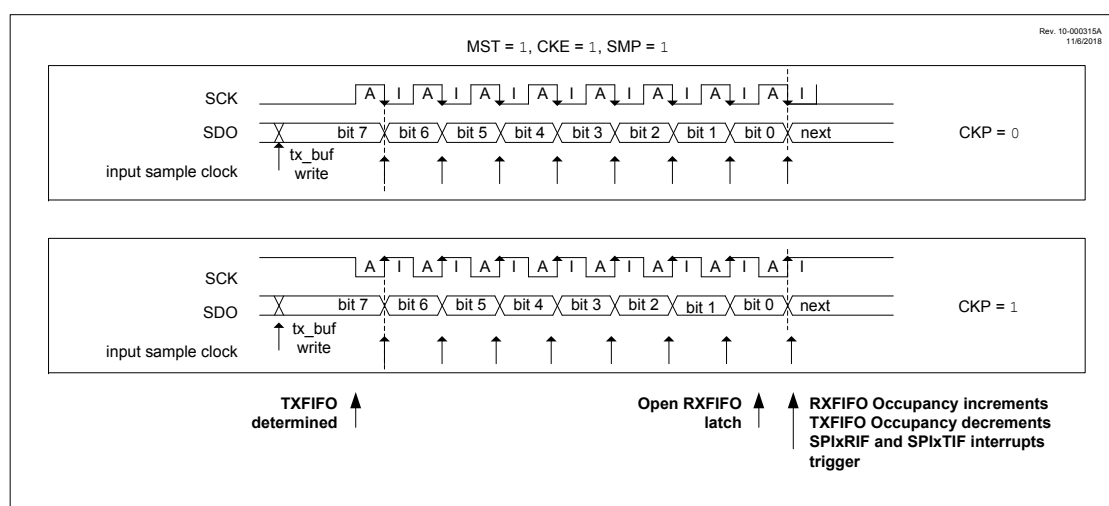 Rev. 10-000315A
11/6/2018
MST = 1, CKE = 1, SMP = 1
SCK A I A I A I A I A I A I A I A I
SDO bit 7 bit 6 bit 5 bit 4 bit 3 bit 2 bit 1 bit 0 next CKP = 0
tx_buf
write
input sample clock
SCK A I A I A I A I A I A I A I A I
SDO bit 7 bit 6 bit 5 bit 4 bit 3 bit 2 bit 1 bit 0 next CKP = 1
tx_buf
write
input sample clock
TXFIFO
determined
Open RXFIFO
latch
RXFIFO Occupancy increments
TXFIFO Occupancy decrements
SPIxRIF and SPIxTIF interrupts
trigger